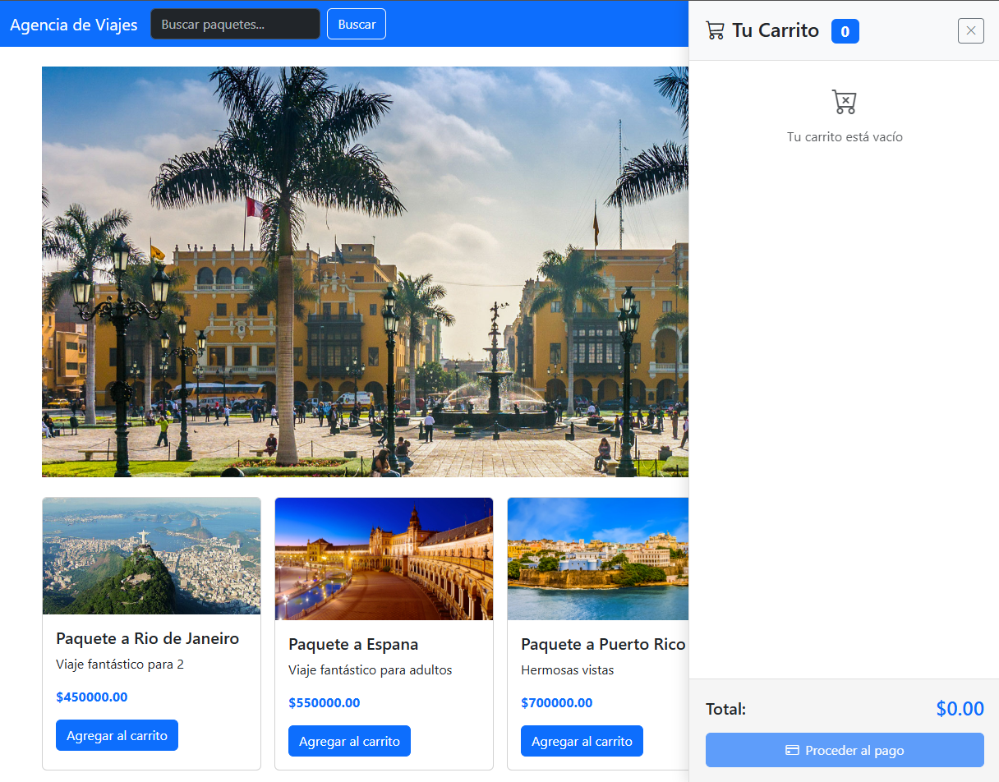 Agencia de Viajes
Buscar paquetes...
Buscar
Tu Carrito 0
Tu carrito está vacío
Paquete a Rio de Janeiro
Viaje fantástico para 2
$450000.00
Agregar al carrito
Paquete a Espana
Viaje fantástico para adultos
$550000.00
Agregar al carrito
Paquete a Puerto Rico
Hermosas vistas
$700000.00
Agregar al carrito
Total: $0.00
Proceder al pago